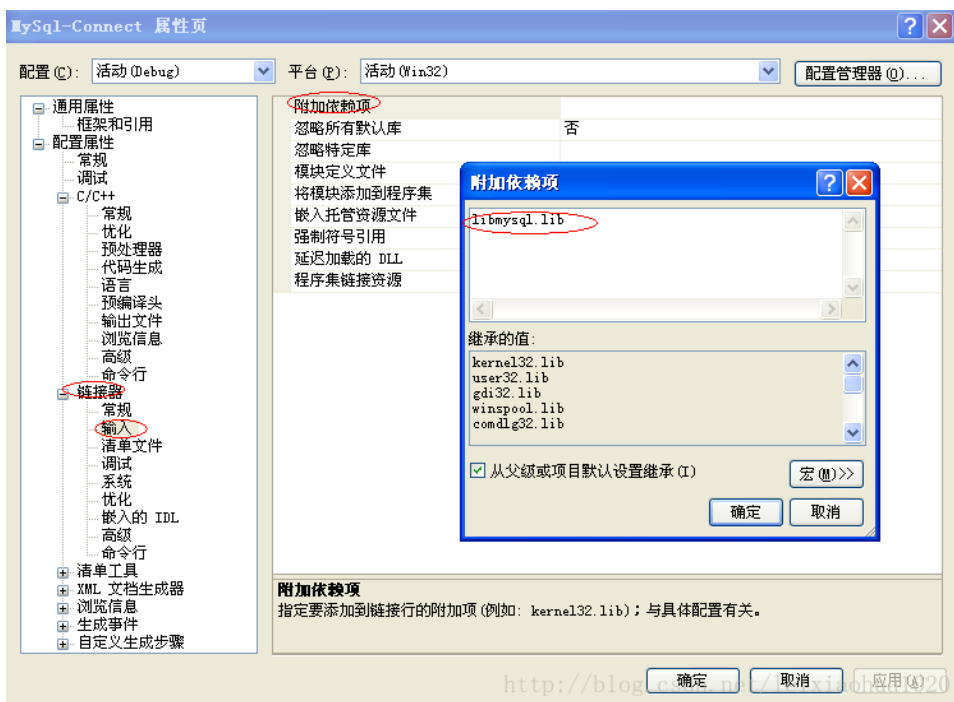 MySql-Connect 属性页
配置(C): 活动(Debug) 平台(P): 活动(Win32) 配置管理器(O)...
通用属性
框架和引用
配置属性
常规
调试
C/C++
常规
优化
预处理器
代码生成
语言
预编译头
输出文件
浏览信息
高级
命令行
链接器
常规
输入
清单文件
调试
系统
优化
嵌入的 IDL
高级
命令行
清单工具
XML 文档生成器
浏览信息
生成事件
自定义生成步骤
附加依赖项
忽略所有默认库 否
忽略特定库
模块定义文件
将模块添加到程序集
嵌入托管资源文件
强制符号引用
延迟加载的 DLL
程序集链接资源
附加依赖项
libmysql.lib
继承的值:
kernel32.lib
user32.lib
gdi32.lib
winspool.lib
comdlg32.lib
从父级或项目默认设置继承(I)
宏(M)>>
确定 取消
附加依赖项
指定要添加到链接行的附加项(例如: kernel32.lib)；与具体配置有关。
确定 取消 应用(A)